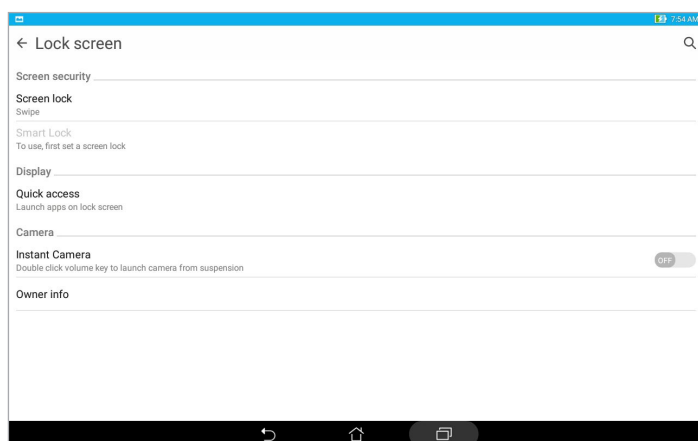 7:54 AM
Lock screen
Screen security
Screen lock
Swipe
Smart Lock
To use, first set a screen lock
Display
Quick access
Launch apps on lock screen
Camera
Instant Camera
Double click volume key to launch camera from suspension
OFF
Owner info